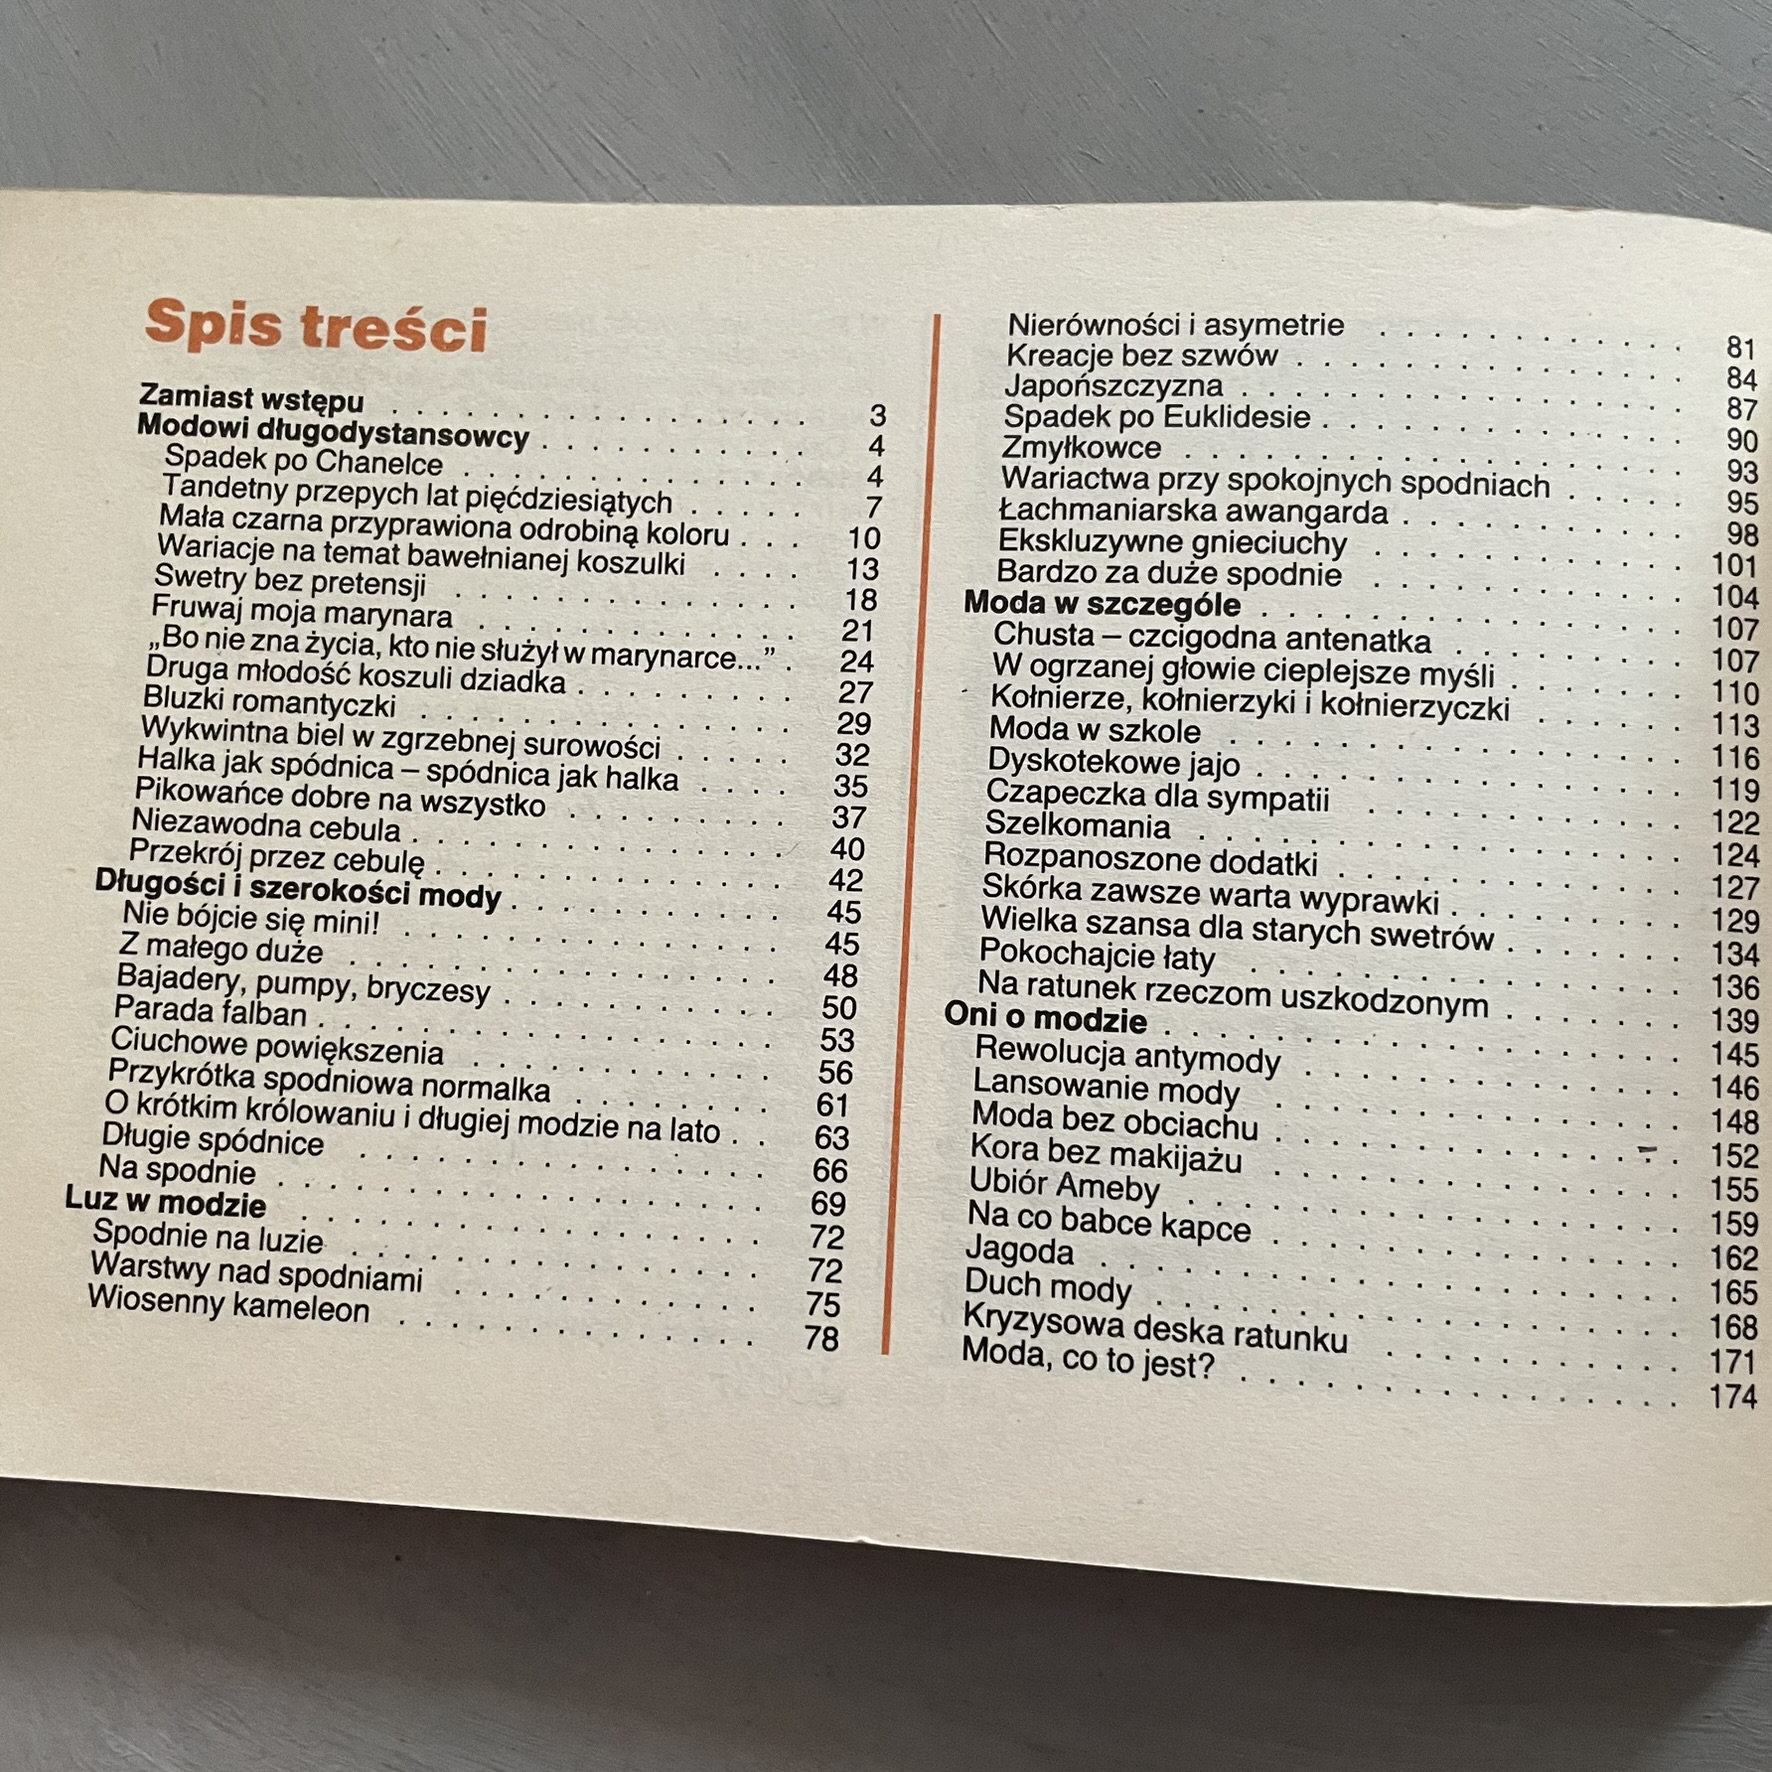 Spis treści
Zamiast wstępu . . . . . . . . . . . . . . . 3
Modowi długodystansowcy . . . . . . . . . . 4
Spadek po Chanelce . . . . . . . . . . . . 4
Tandetny przepych lat pięćdziesiątych . . . . . 7
Mała czarna przyprawiona odrobiną koloru . . . 10
Wariacje na temat bawełnianej koszulki . . . . 13
Swetry bez pretensji . . . . . . . . . . . . 18
Fruwaj moja marynara . . . . . . . . . . . 21
„Bo nie zna życia, kto nie służył w marynarce...” . 24
Druga młodość koszuli dziadka . . . . . . . . 27
Bluzki romantyczki . . . . . . . . . . . . . 29
Wykwintna biel w zgrzebnej surowości . . . . . 32
Halka jak spódnica – spódnica jak halka . . . . 35
Pikowańce dobre na wszystko . . . . . . . . 37
Niezawodna cebula . . . . . . . . . . . . . 40
Przekrój przez cebulę . . . . . . . . . . . . 42
Długości i szerokości mody . . . . . . . . . . 45
Nie bójcie się mini! . . . . . . . . . . . . . 45
Z małego duże . . . . . . . . . . . . . . . 48
Bajadery, pumpy, bryczesy . . . . . . . . . . 50
Parada falban . . . . . . . . . . . . . . . . 53
Ciuchowe powiększenia . . . . . . . . . . . 56
Przykrótka spodniowa normalka . . . . . . . . 61
O krótkim królowaniu i długiej modzie na lato . . 63
Długie spódnice . . . . . . . . . . . . . . 66
Na spodnie . . . . . . . . . . . . . . . . . 69
Luz w modzie . . . . . . . . . . . . . . . . 72
Spodnie na luzie . . . . . . . . . . . . . . 72
Warstwy nad spodniami . . . . . . . . . . . 75
Wiosenny kameleon . . . . . . . . . . . . . 78
Nierówności i asymetrie . . . . . . . . . . . 81
Kreacje bez szwów . . . . . . . . . . . . . 84
Japońszczyzna . . . . . . . . . . . . . . . 87
Spadek po Euklidesie . . . . . . . . . . . . 90
Zmyłkowce . . . . . . . . . . . . . . . . . 93
Wariactwa przy spokojnych spodniach . . . . 95
Łachmaniarska awangarda . . . . . . . . . . 98
Ekskluzywne gnieciuchy . . . . . . . . . . . 101
Bardzo za duże spodnie . . . . . . . . . . . 104
Moda w szczególe . . . . . . . . . . . . . . 107
Chusta – czcigodna antenatka . . . . . . . . 107
W ogrzanej głowie cieplejsze myśli . . . . . . 110
Kołnierze, kołnierzyki i kołnierzyczki . . . . . 113
Moda w szkole . . . . . . . . . . . . . . . 116
Dyskotekowe jajo . . . . . . . . . . . . . . 119
Czapeczka dla sympatii . . . . . . . . . . . 122
Szelkomania . . . . . . . . . . . . . . . . 124
Rozpanoszone dodatki . . . . . . . . . . . . 127
Skórka zawsze warta wyprawki . . . . . . . . 129
Wielka szansa dla starych swetrów . . . . . . 134
Pokochajcie łaty . . . . . . . . . . . . . . 136
Na ratunek rzeczom uszkodzonym . . . . . . 139
Oni o modzie . . . . . . . . . . . . . . . . . 145
Rewolucja antymody . . . . . . . . . . . . . 146
Lansowanie mody . . . . . . . . . . . . . . 148
Moda bez obciachu . . . . . . . . . . . . . 152
Kora bez makijażu . . . . . . . . . . . . . . 155
Ubiór Ameby . . . . . . . . . . . . . . . . 159
Na co babce kapce . . . . . . . . . . . . . 162
Jagoda . . . . . . . . . . . . . . . . . . . 165
Duch mody . . . . . . . . . . . . . . . . . 168
Kryzysowa deska ratunku . . . . . . . . . . 171
Moda, co to jest? . . . . . . . . . . . . . . 174